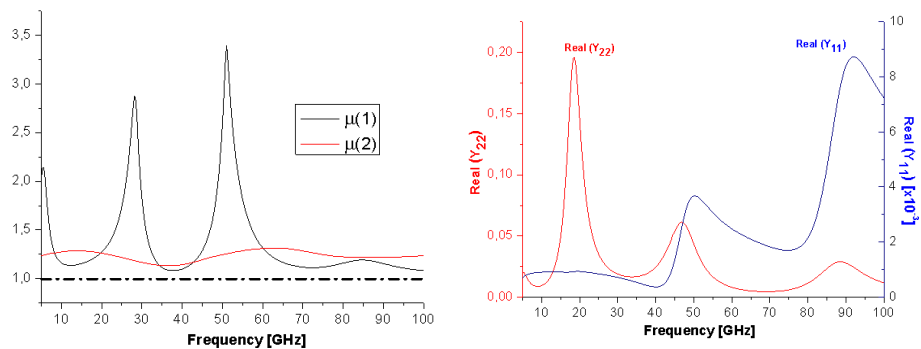 3,5
3,0
2,5
2,0
1,5
1,0
10 20 30 40 50 60 70 80 90 100
Frequency [GHz]
μ(1)
μ(2)
Real (Y22)
Real (Y11)
0,20
0,15
0,10
0,05
0,00
Real (Y22)
10
8
6
4
2
0
Real (Y11) [x10-3]
10 20 30 40 50 60 70 80 90 100
Frequency [GHz]